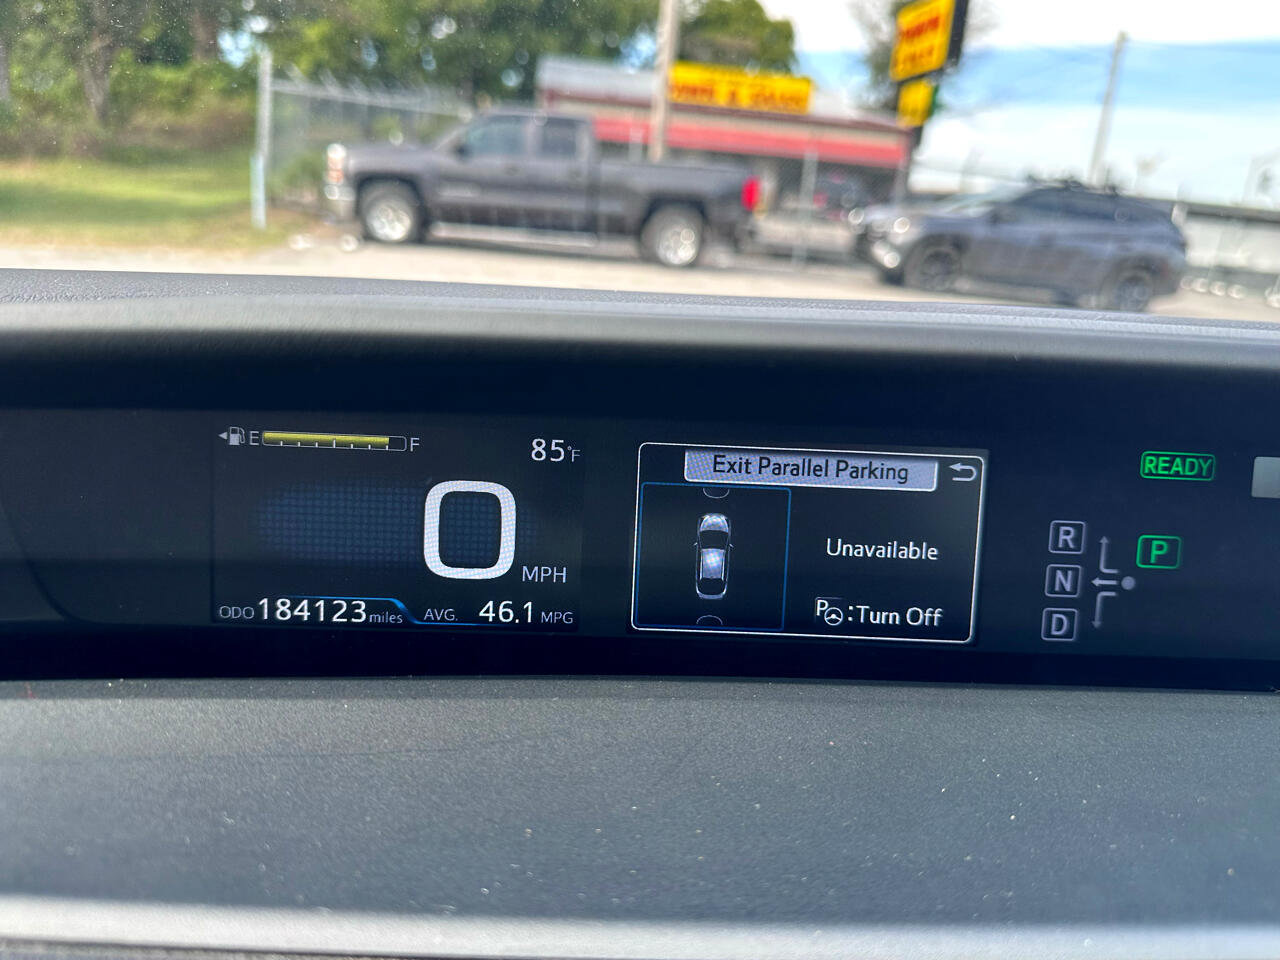 E F
85°F
0 MPH
ODO 184123 miles AVG. 46.1 MPG
Exit Parallel Parking
Unavailable
P :Turn Off
READY
R
N
D
P